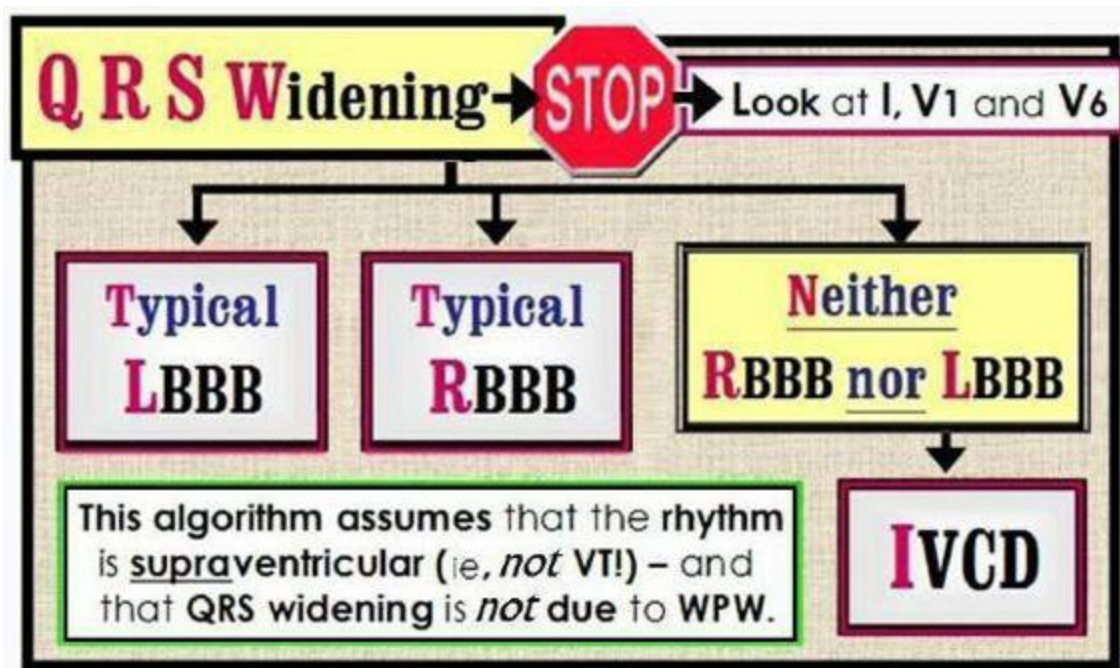 QRS Widening
STOP
Look at I, V1 and V6
Typical
LBBB
Typical
RBBB
Neither
RBBB nor LBBB
This algorithm assumes that the rhythm
is supraventricular (ie, not VT!) – and
that QRS widening is not due to WPW.
IVCD